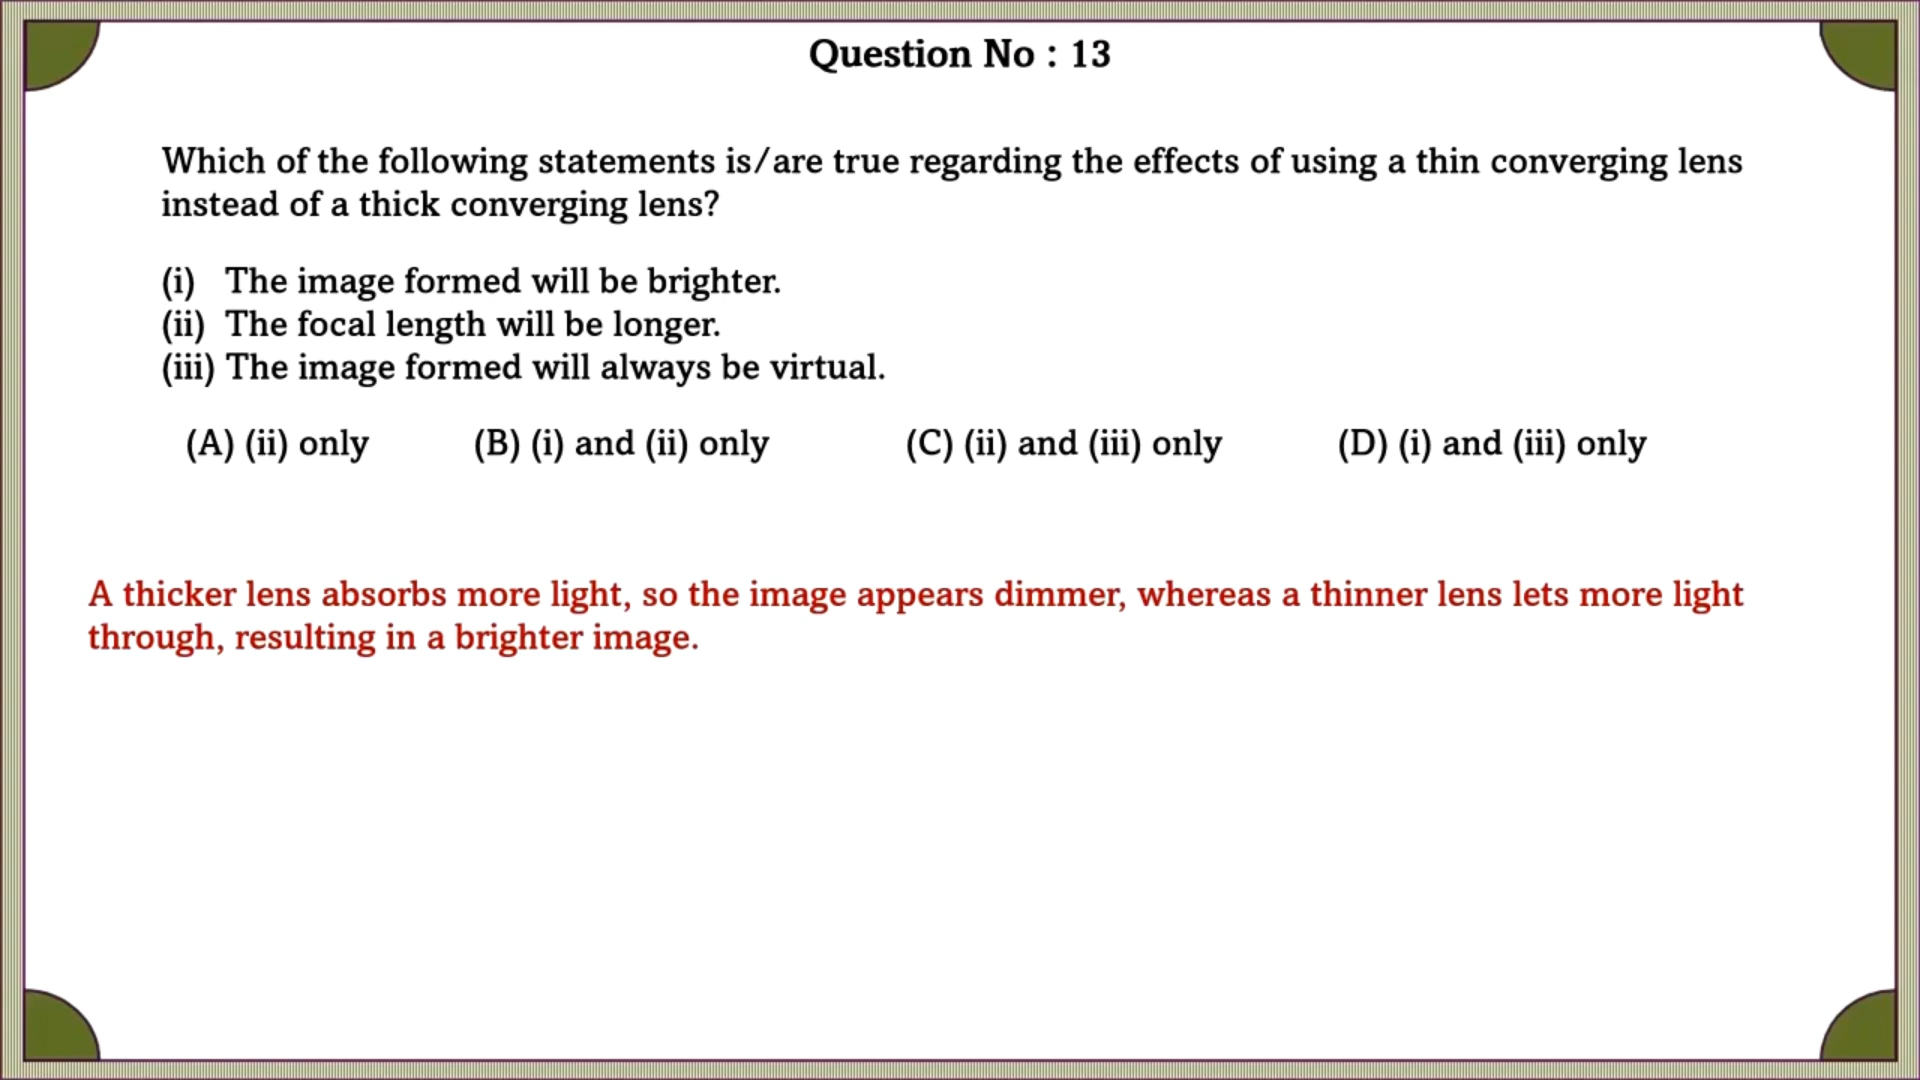 Question No : 13
Which of the following statements is/are true regarding the effects of using a thin converging lens
instead of a thick converging lens?
(i) The image formed will be brighter.
(ii) The focal length will be longer.
(iii) The image formed will always be virtual.
(A) (ii) only (B) (i) and (ii) only (C) (ii) and (iii) only (D) (i) and (iii) only
A thicker lens absorbs more light, so the image appears dimmer, whereas a thinner lens lets more light
through, resulting in a brighter image.